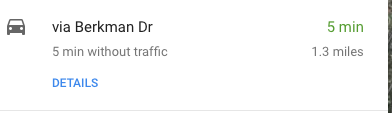 via Berkman Dr 5 min
5 min without traffic 1.3 miles
DETAILS